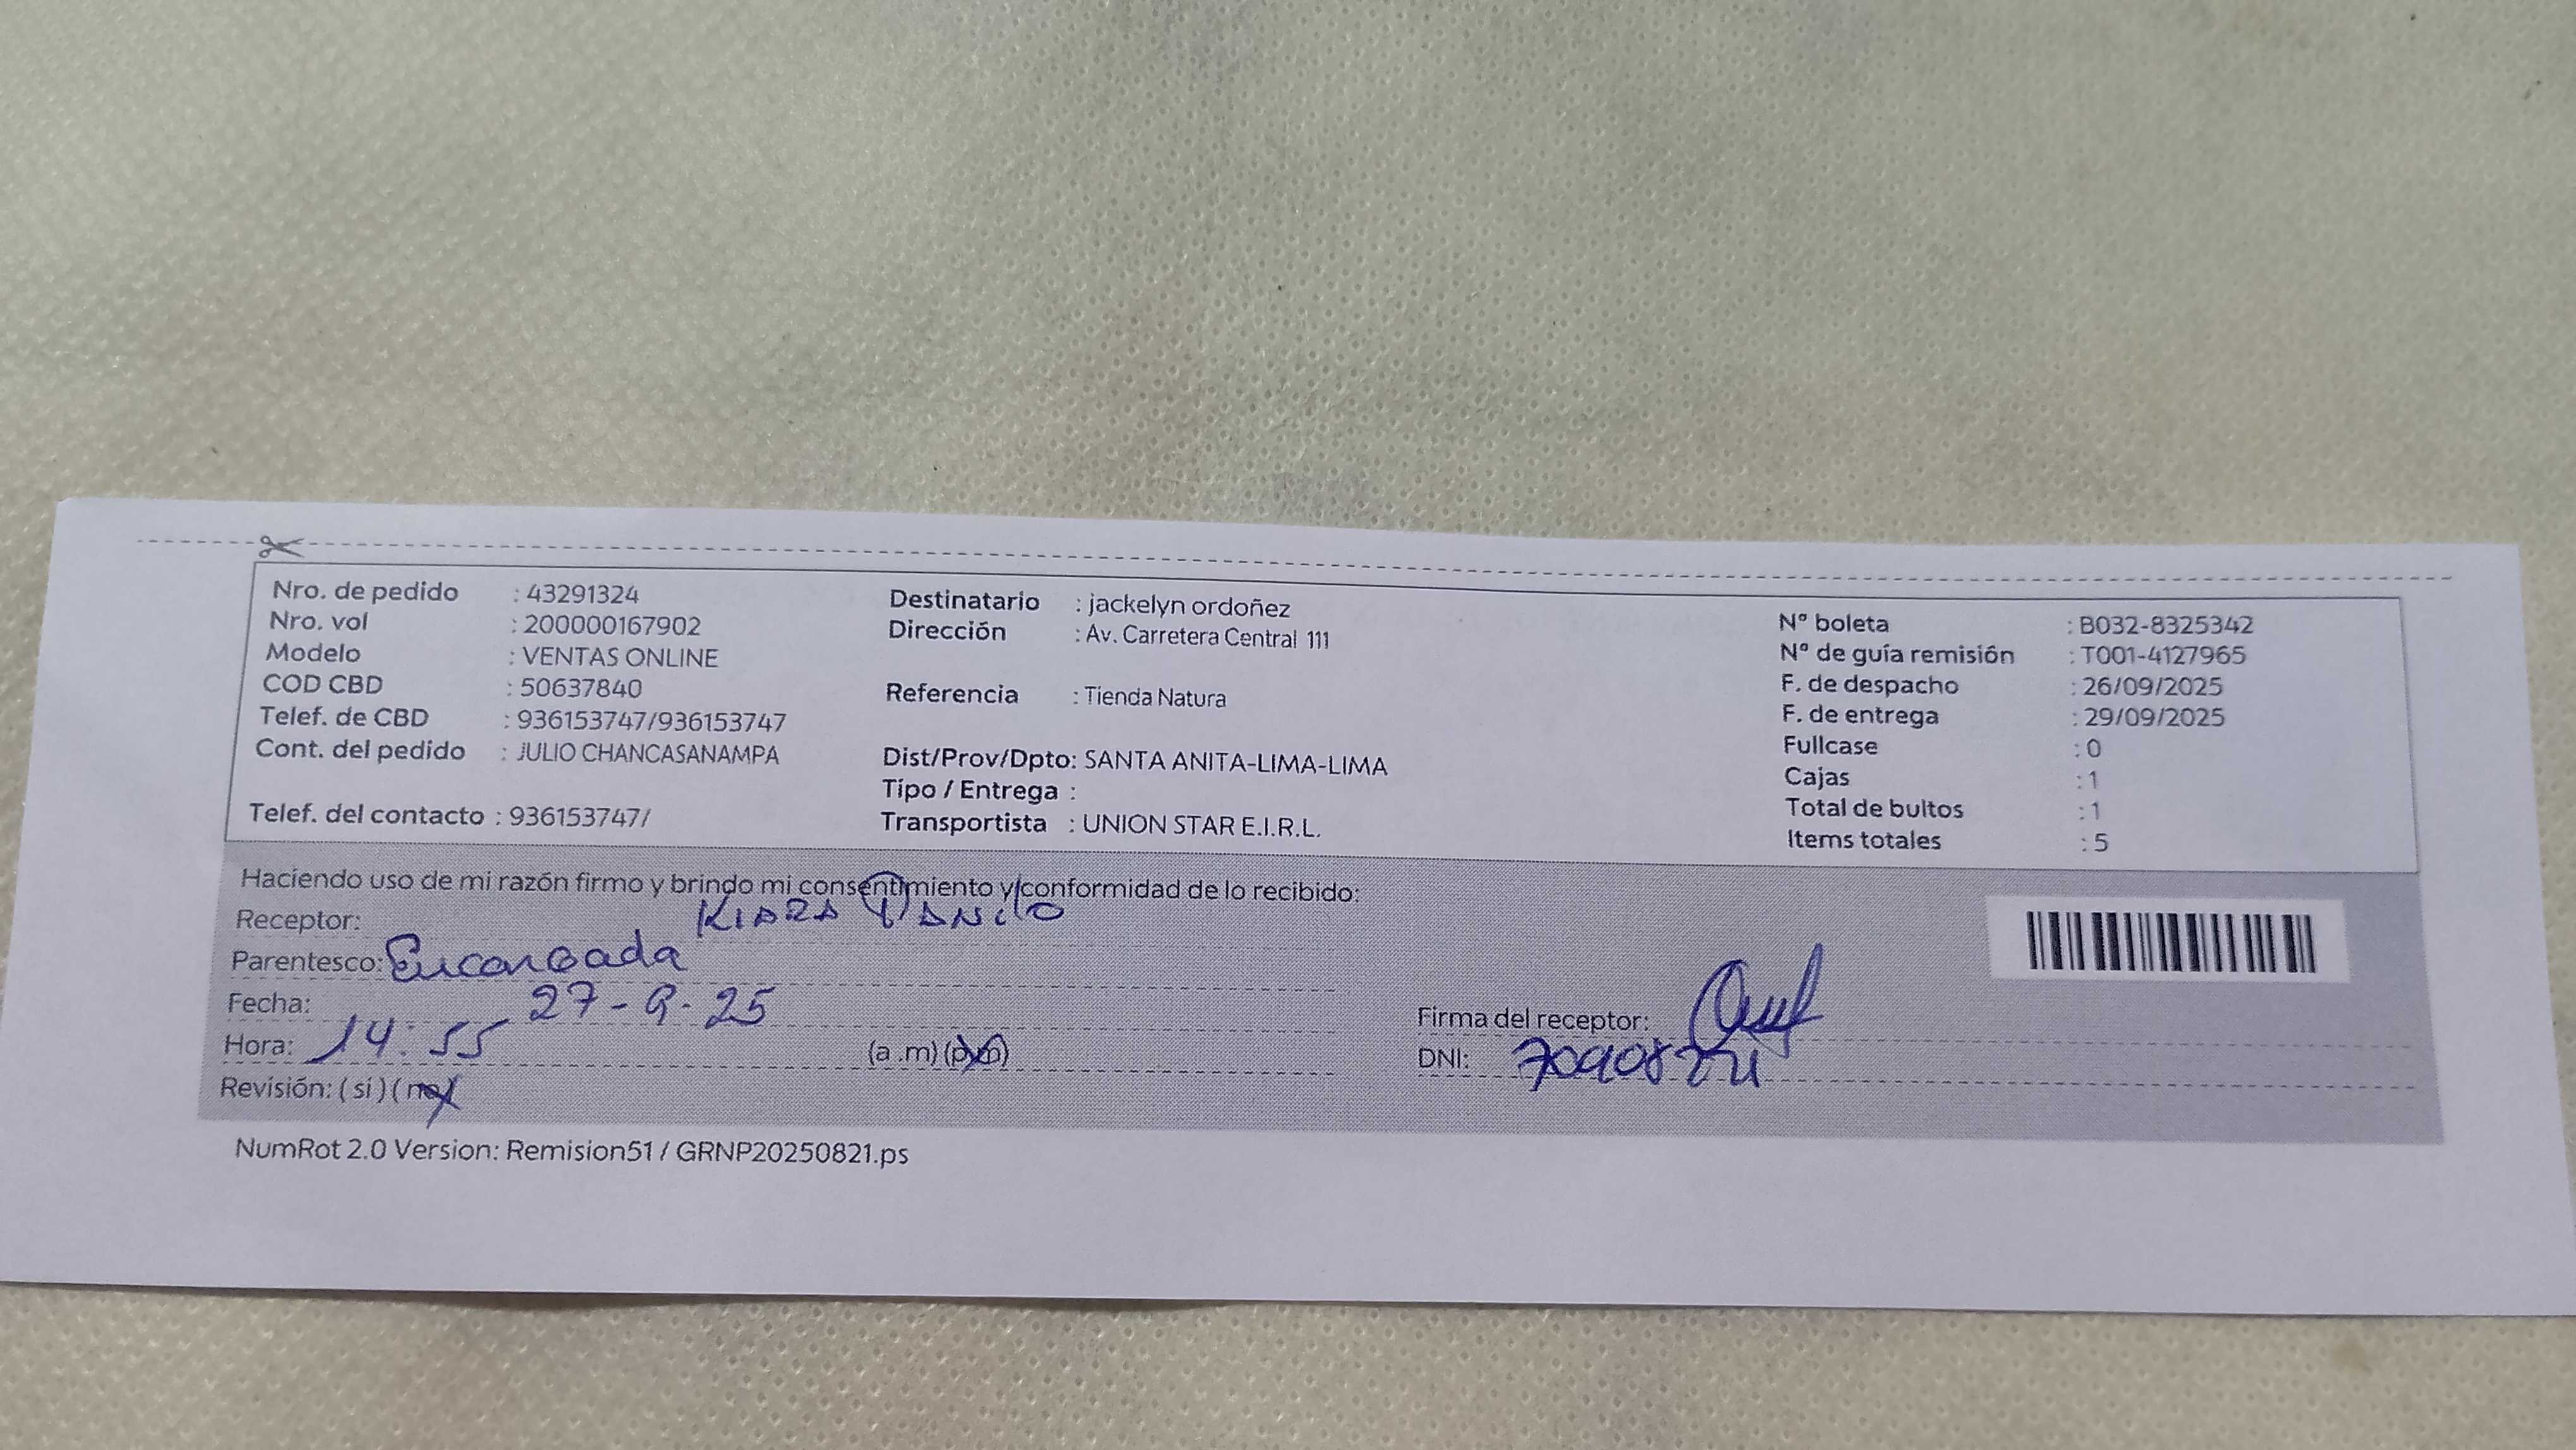 Nro. de pedido : 43291324
Nro. vol : 200000167902
Modelo : VENTAS ONLINE
COD CBD : 50637840
Telef. de CBD : 936153747/936153747
Cont. del pedido : JULIO CHANCASANAMPA
Telef. del contacto : 936153747/
Destinatario : jackelyn ordoñez
Dirección : Av. Carretera Central 111
Referencia : Tienda Natura
Dist/Prov/Dpto: SANTA ANITA-LIMA-LIMA
Tipo / Entrega :
Transportista : UNION STAR E.I.R.L.
Nº boleta : B032-8325342
Nº de guía remisión : T001-4127965
F. de despacho : 26/09/2025
F. de entrega : 29/09/2025
Fullcase : 0
Cajas : 1
Total de bultos : 1
Items totales : 5
Haciendo uso de mi razón firmo y brindo mi consentimiento y conformidad de lo recibido:
Receptor: KIARA
Parentesco: Encargada
Fecha: 27-9-25
Hora: 14:55 (a.m) (p.m)
Revisión: (si) (no)
Firma del receptor:
DNI:
NumRot 2.0 Version: Remision51 / GRNP20250821.ps